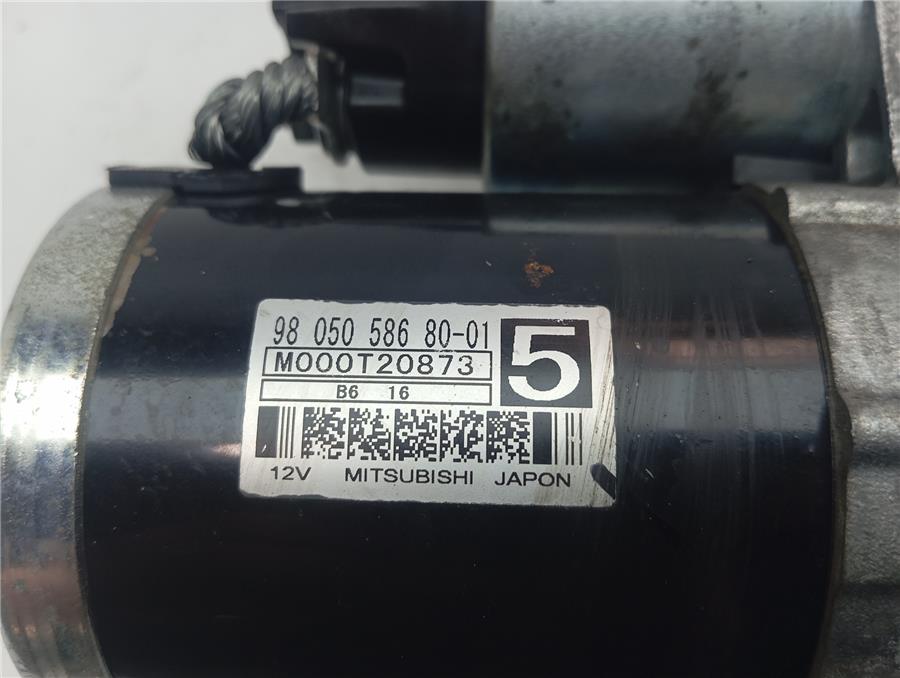 98 050 586 80-01
M000T20873
5
B6 16
12V MITSUBISHI JAPON